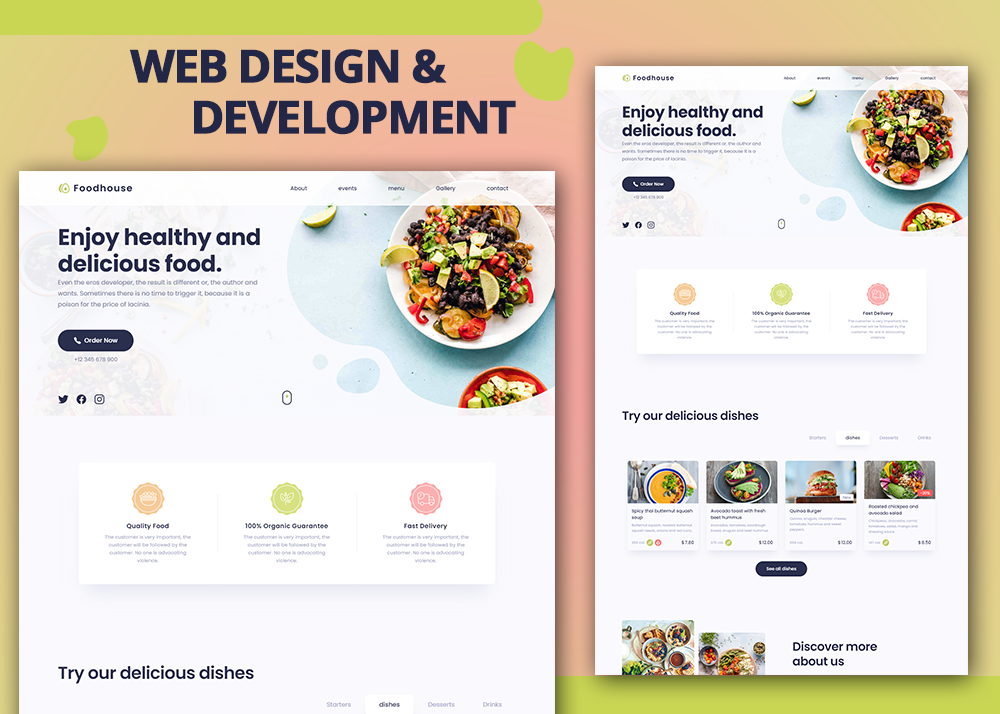 WEB DESIGN &
DEVELOPMENT
Foodhouse
About events menu Gallery contact
Enjoy healthy and
delicious food.
Even the eros developer, the result is different or, the author and
wants. Sometimes there is no time to trigger it, because it is a
poison for the price of lacinia.
Order Now
+12 345 678 900
Quality Food
The customer is very important, the
customer will be followed by the
customer. No one is advocating
violence.
100% Organic Guarantee
The customer is very important, the
customer will be followed by the
customer. No one is advocating
violence.
Fast Delivery
The customer is very important, the
customer will be followed by the
customer. No one is advocating
violence.
Try our delicious dishes
Starters dishes Desserts Drinks
Foodhouse
About events menu Gallery contact
Enjoy healthy and
delicious food.
Even the eros developer, the result is different or, the author and
wants. Sometimes there is no time to trigger it, because it is a
poison for the price of lacinia.
Order Now
+12 345 678 900
Quality Food
The customer is very important, the
customer will be followed by the
customer. No one is advocating
violence.
100% Organic Guarantee
The customer is very important, the
customer will be followed by the
customer. No one is advocating
violence.
Fast Delivery
The customer is very important, the
customer will be followed by the
customer. No one is advocating
violence.
Try our delicious dishes
Starters dishes Desserts Drinks
Spicy thai butternut squash
soup
$7.60
Avocado toast with fresh
beet hummus
$12.00
Quinoa Burger
$12.00
Roasted chickpea and
avocado salad
$6.50
See all dishes
Discover more
about us